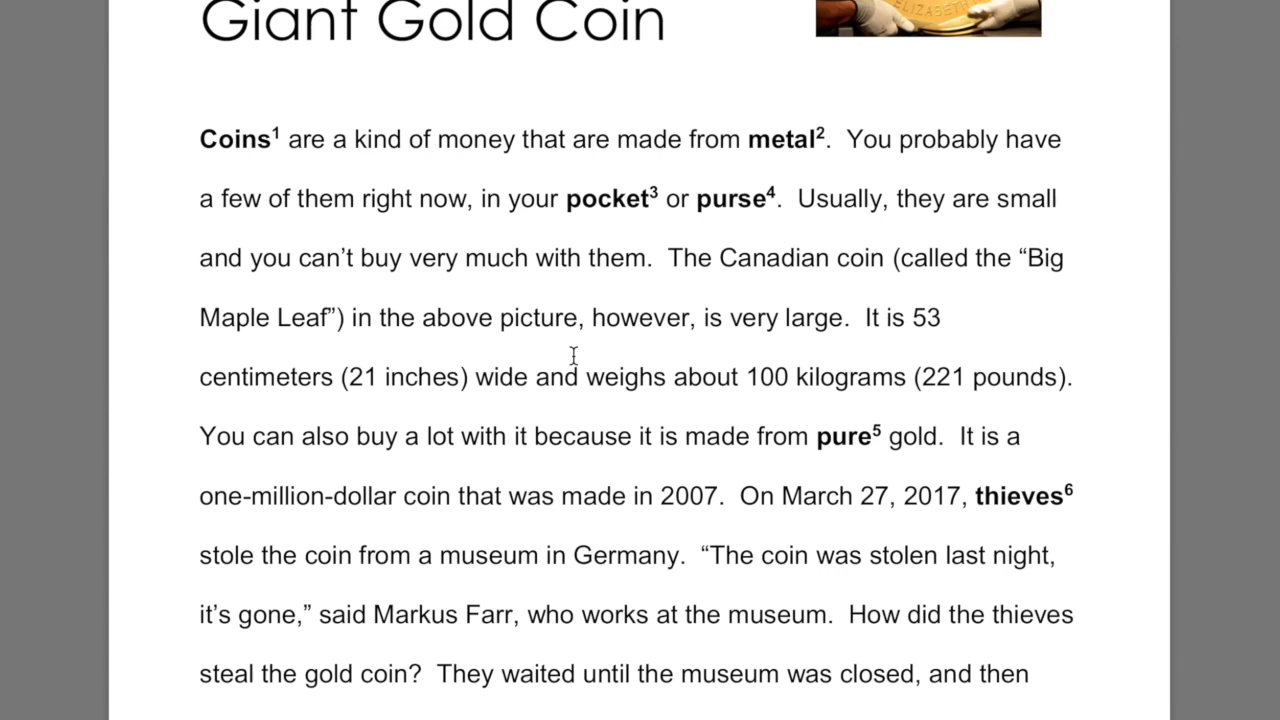 Giant Gold Coin
ELIZABETH
Coins¹ are a kind of money that are made from metal². You probably have
a few of them right now, in your pocket³ or purse⁴. Usually, they are small
and you can’t buy very much with them. The Canadian coin (called the “Big
Maple Leaf”) in the above picture, however, is very large. It is 53
centimeters (21 inches) wide and weighs about 100 kilograms (221 pounds).
You can also buy a lot with it because it is made from pure⁵ gold. It is a
one-million-dollar coin that was made in 2007. On March 27, 2017, thieves⁶
stole the coin from a museum in Germany. “The coin was stolen last night,
it’s gone,” said Markus Farr, who works at the museum. How did the thieves
steal the gold coin? They waited until the museum was closed, and then